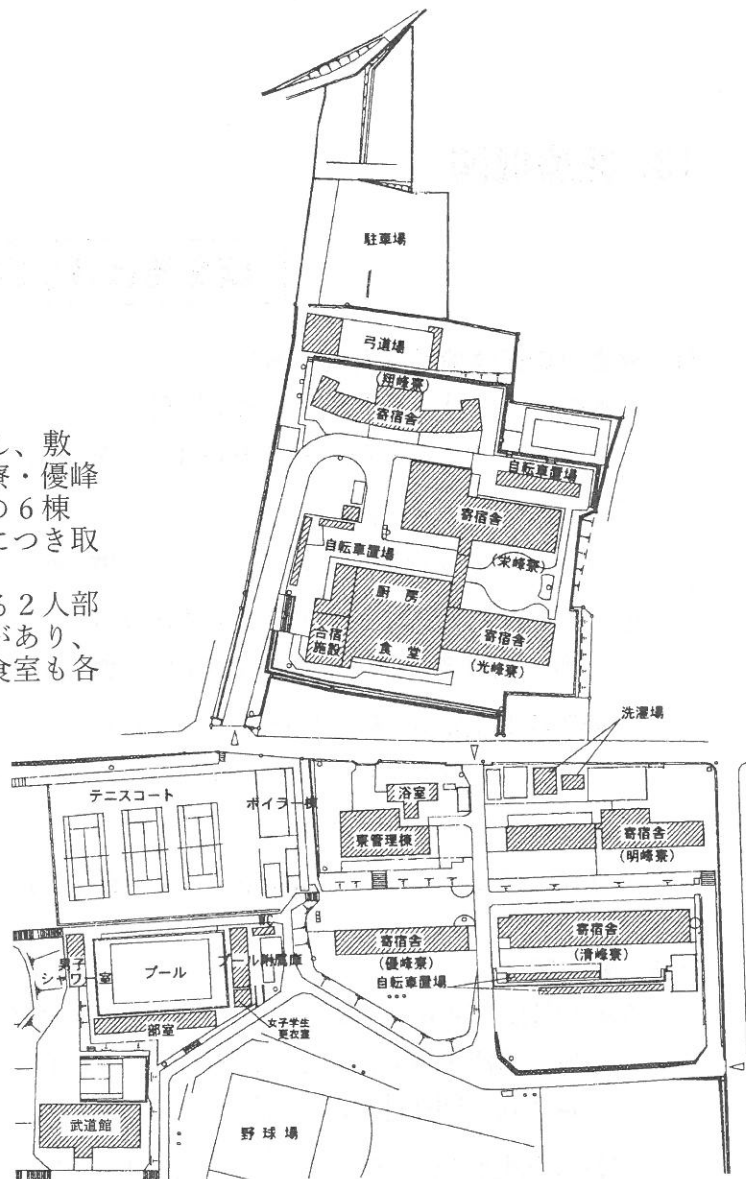 駐車場
弓道場
(翔峰寮)
寄宿舎
自転車置場
寄宿舎
(栄峰寮)
自転車置場
厨房
合宿
施設
食堂
寄宿舎
(光峰寮)
し、敷
寮・優峰
の6棟
につき取
る2人部
があり、
食室も各
洗濯場
テニスコート
ボイラー棟
浴室
寮管理棟
寄宿舎
(明峰寮)
男子
シャワー室
プール
プール附属庫
寄宿舎
(優峰寮)
寄宿舎
(清峰寮)
自転車置場
女子学生
更衣室
部室
武道館
野球場